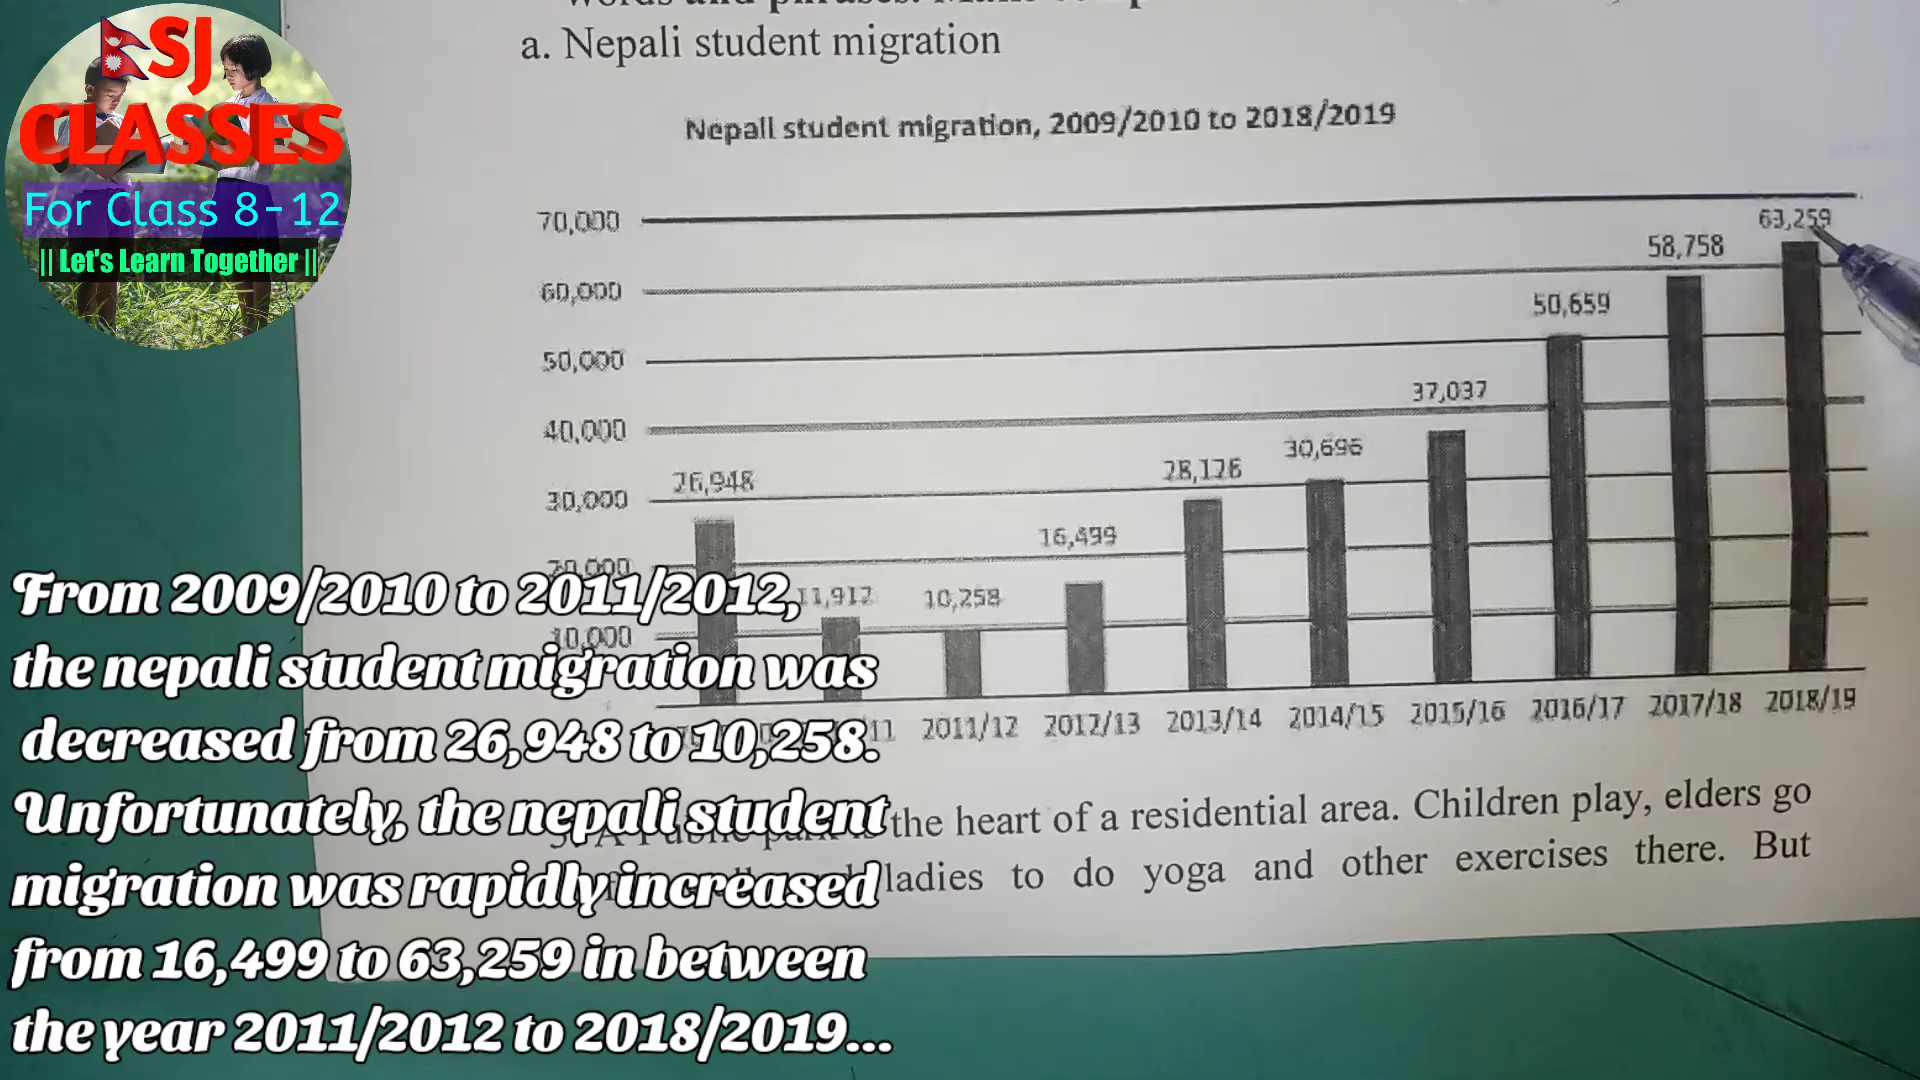 a. Nepali student migration
Nepali student migration, 2009/2010 to 2018/2019
70,000
60,000
50,000
40,000
30,000
20,000
10,000
26,948
11,912
10,258
16,499
28,126
30,696
37,037
50,659
58,758
63,259
11
2011/12
2012/13
2013/14
2014/15
2015/16
2016/17
2017/18
2018/19
A Public park is the heart of a residential area. Children play, elders go
ladies to do yoga and other exercises there. But
SJ
CLASSES
For Class 8-12
|| Let's Learn Together ||
From 2009/2010 to 2011/2012,
the nepali student migration was
decreased from 26,948 to 10,258.
Unfortunately, the nepali student
migration was rapidly increased
from 16,499 to 63,259 in between
the year 2011/2012 to 2018/2019...